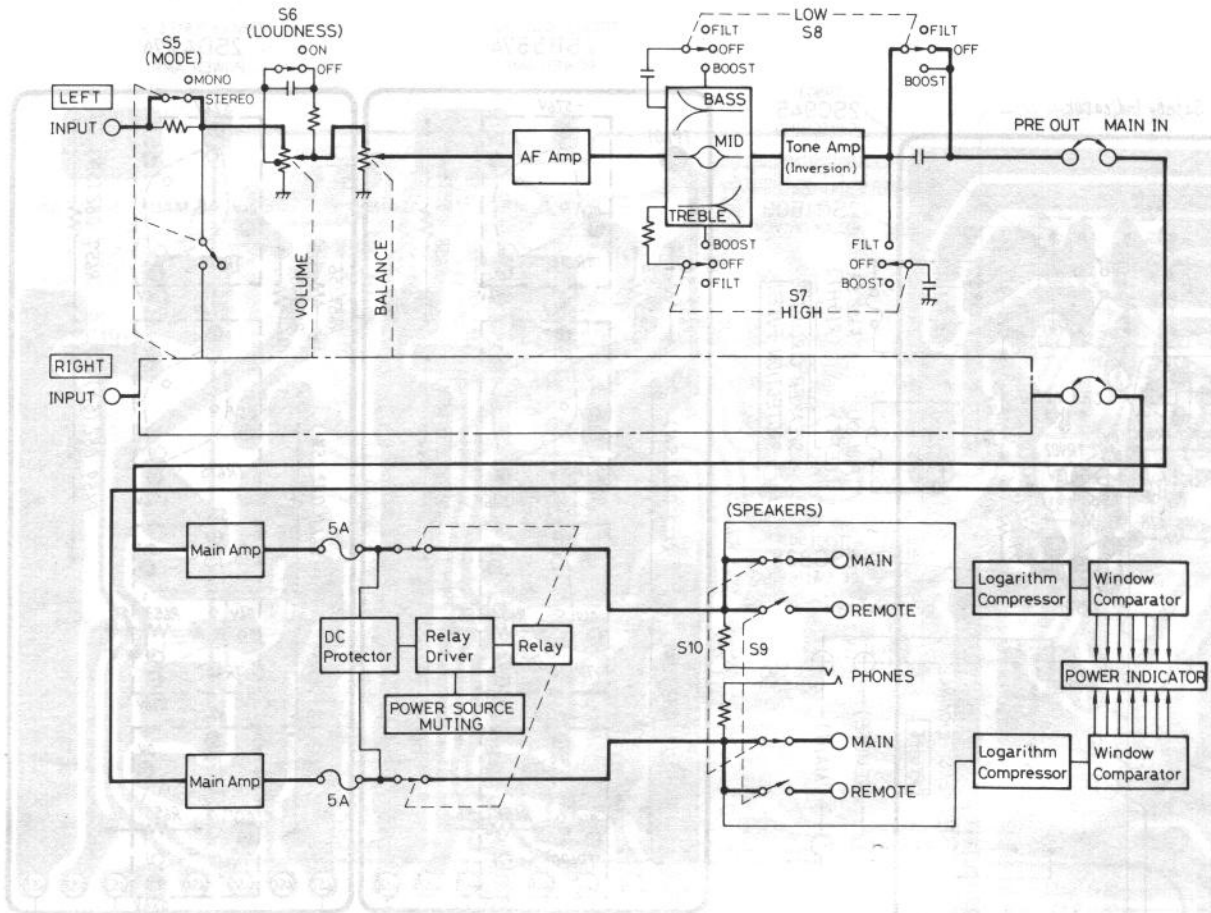 S6
(LOUDNESS)
ON
OFF
S5
(MODE)
MONO
STEREO
LEFT
INPUT
LOW
S8
FILT
OFF
BOOST
FILT
OFF
BOOST
BASS
MID
TREBLE
AF Amp
Tone Amp
(Inversion)
PRE OUT
MAIN IN
BOOST
OFF
FILT
FILT
OFF
BOOST
S7
HIGH
VOLUME
BALANCE
RIGHT
INPUT
Main Amp
5A
DC
Protector
Relay
Driver
Relay
POWER SOURCE
MUTING
Main Amp
5A
(SPEAKERS)
MAIN
REMOTE
S10
S9
PHONES
MAIN
REMOTE
Logarithm
Compressor
Window
Comparator
POWER INDICATOR
Logarithm
Compressor
Window
Comparator